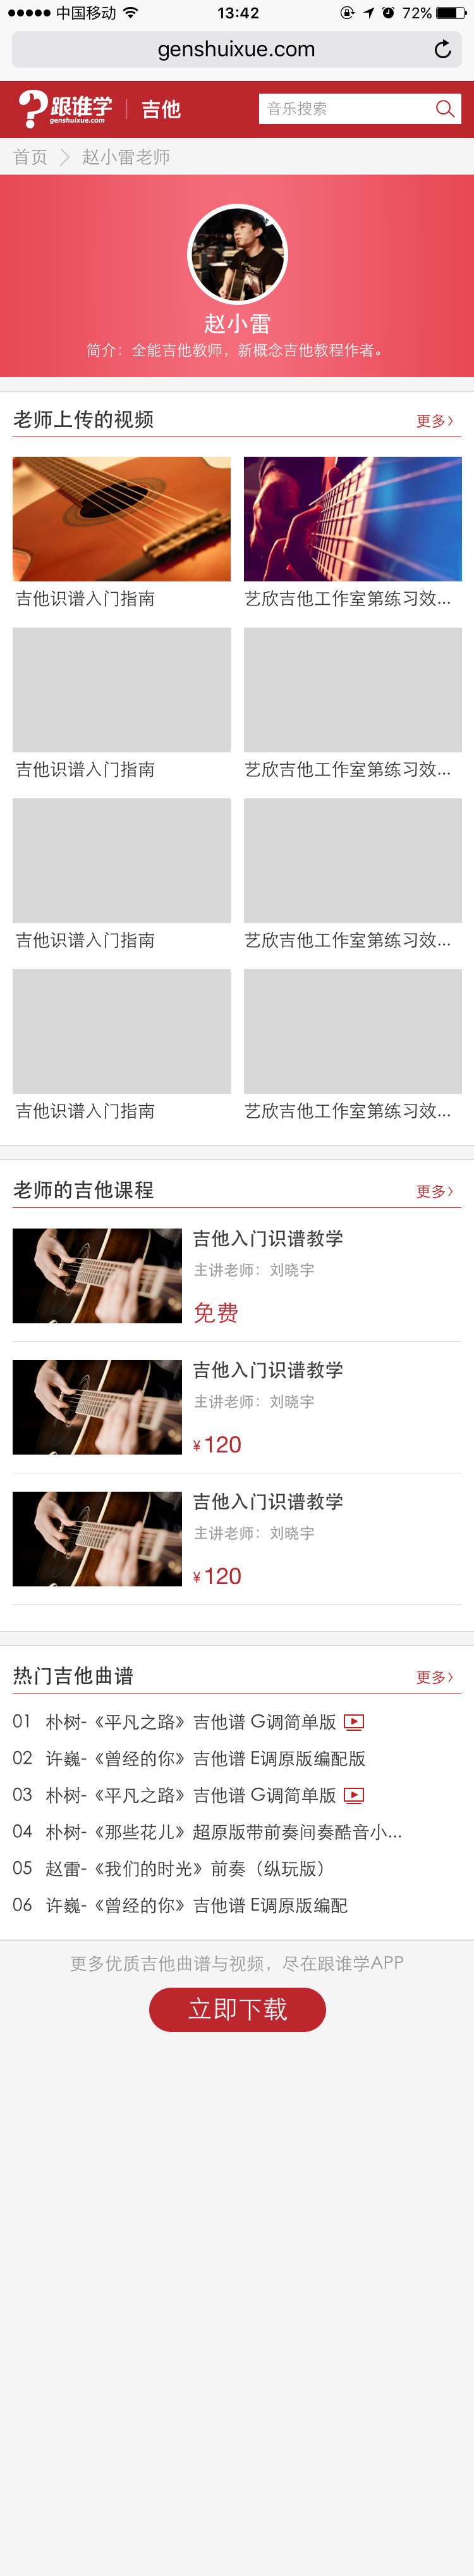 中国移动 13:42 72%
genshuixue.com
跟谁学 吉他 音乐搜索
genshuixue.com
首页 赵小雷老师
赵小雷
简介：全能吉他教师，新概念吉他教程作者。
老师上传的视频 更多
吉他识谱入门指南 艺欣吉他工作室第练习效...
吉他识谱入门指南 艺欣吉他工作室第练习效...
吉他识谱入门指南 艺欣吉他工作室第练习效...
吉他识谱入门指南 艺欣吉他工作室第练习效...
老师的吉他课程 更多
吉他入门识谱教学
主讲老师：刘晓宇
免费
吉他入门识谱教学
主讲老师：刘晓宇
¥120
吉他入门识谱教学
主讲老师：刘晓宇
¥120
热门吉他曲谱 更多
01 朴树-《平凡之路》吉他谱 G调简单版
02 许巍-《曾经的你》吉他谱 E调原版编配版
03 朴树-《平凡之路》吉他谱 G调简单版
04 朴树-《那些花儿》超原版带前奏间奏酷音小...
05 赵雷-《我们的时光》前奏（纵玩版）
06 许巍-《曾经的你》吉他谱 E调原版编配
更多优质吉他曲谱与视频，尽在跟谁学APP
立即下载